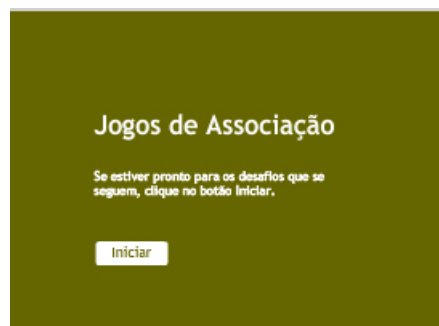 Jogos de Associação
Se estiver pronto para os desafios que se
seguem, clique no botão Iniciar.
Iniciar